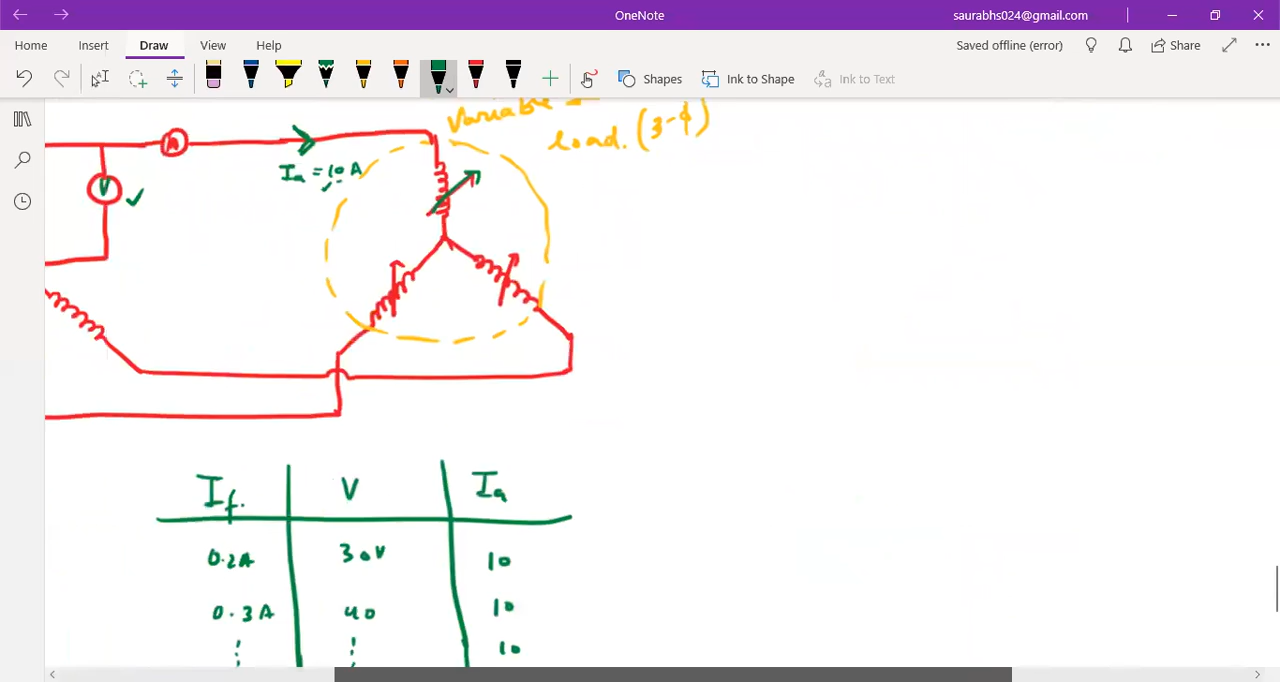 OneNote
saurabhs024@gmail.com
Home Insert Draw View Help
Saved offline (error) Share
Shapes Ink to Shape Ink to Text
Variable
load. (3-ϕ)
A
Ia = 10 A
V
If. V Ia
0.2A 30V 10
0.3A 40 10
10